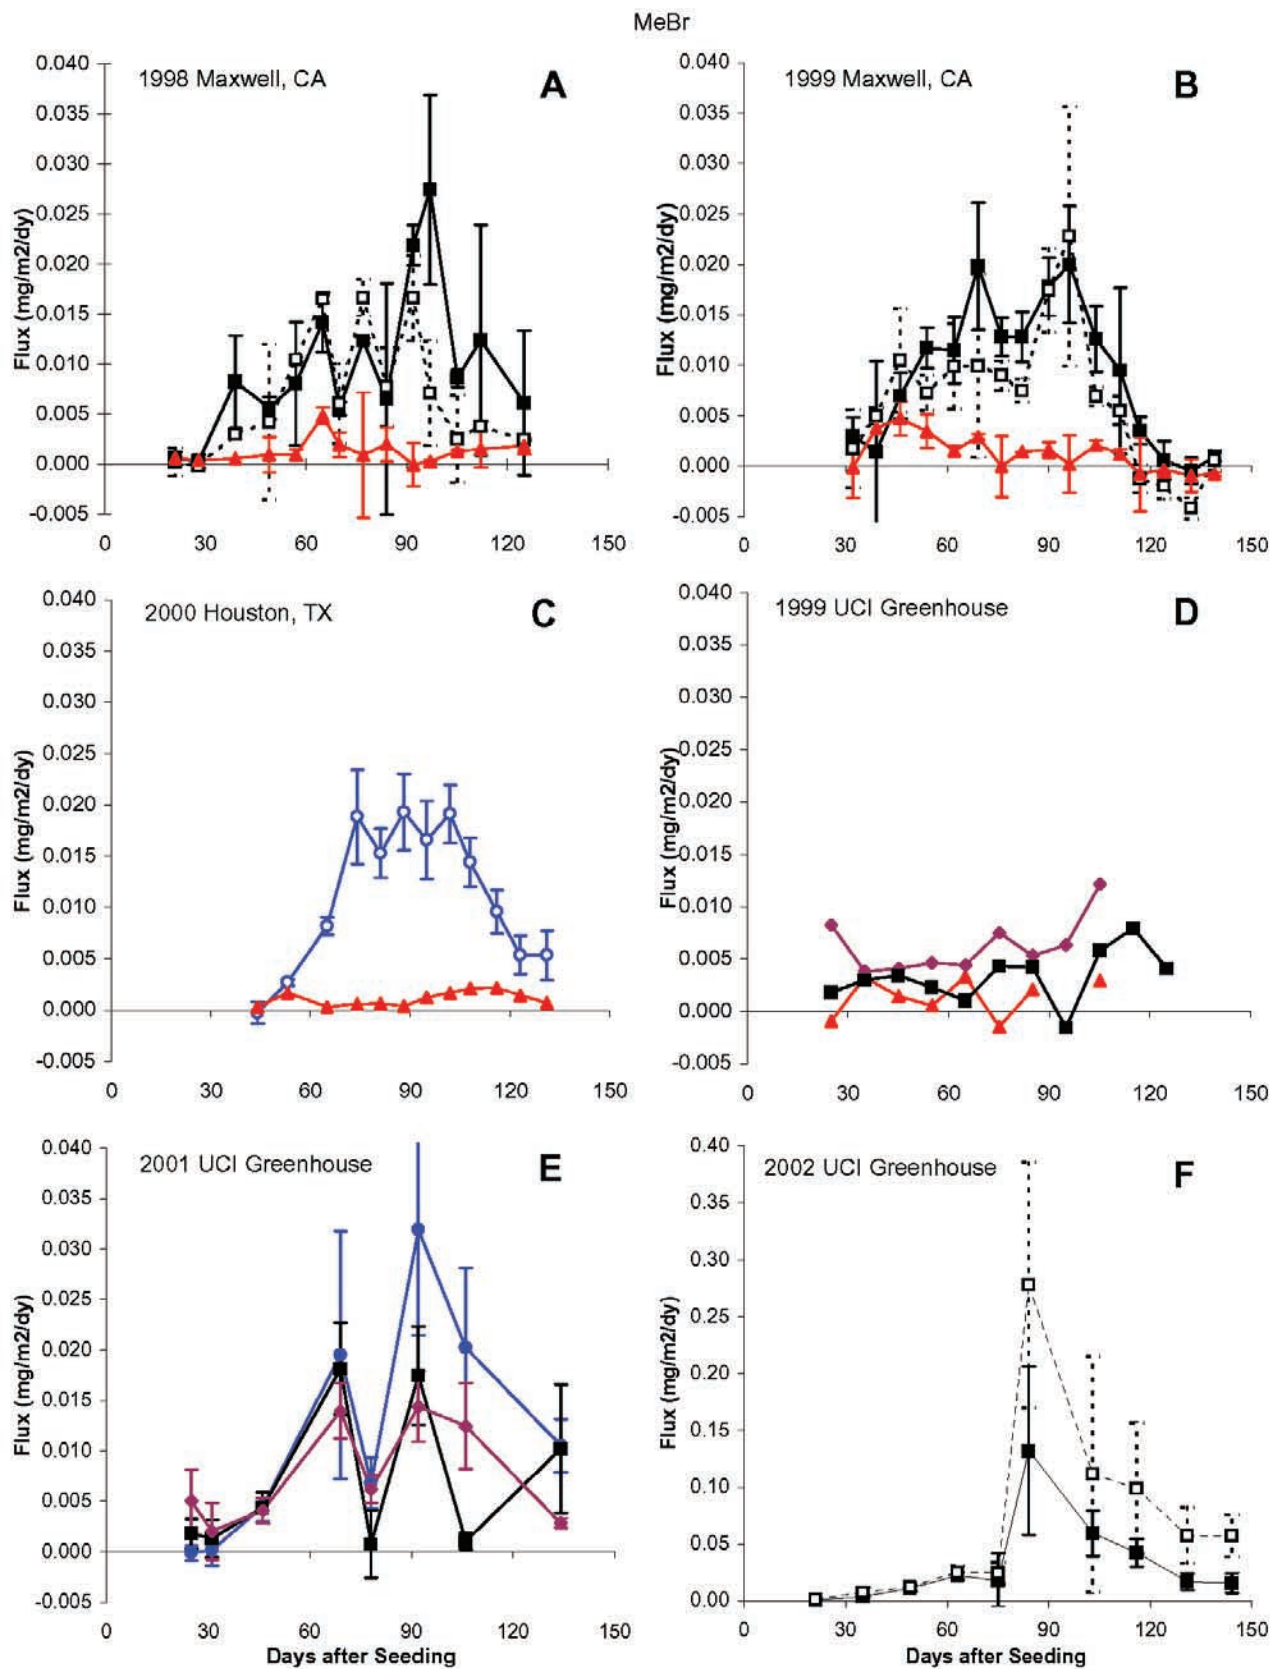 MeBr
1998 Maxwell, CA
A
Flux (mg/m2/dy)
0.040
0.035
0.030
0.025
0.020
0.015
0.010
0.005
0.000
-0.005
0 30 60 90 120 150
1999 Maxwell, CA
B
Flux (mg/m2/dy)
0.040
0.035
0.030
0.025
0.020
0.015
0.010
0.005
0.000
-0.005
0 30 60 90 120 150
2000 Houston, TX
C
Flux (mg/m2/dy)
0.040
0.035
0.030
0.025
0.020
0.015
0.010
0.005
0.000
-0.005
0 30 60 90 120 150
1999 UCI Greenhouse
D
Flux (mg/m2/dy)
0.040
0.035
0.030
0.025
0.020
0.015
0.010
0.005
0.000
-0.005
0 30 60 90 120 150
2001 UCI Greenhouse
E
Flux (mg/m2/dy)
0.040
0.035
0.030
0.025
0.020
0.015
0.010
0.005
0.000
-0.005
0 30 60 90 120 150
Days after Seeding
2002 UCI Greenhouse
F
Flux (mg/m2/dy)
0.40
0.35
0.30
0.25
0.20
0.15
0.10
0.05
0.00
0 30 60 90 120 150
Days after Seeding